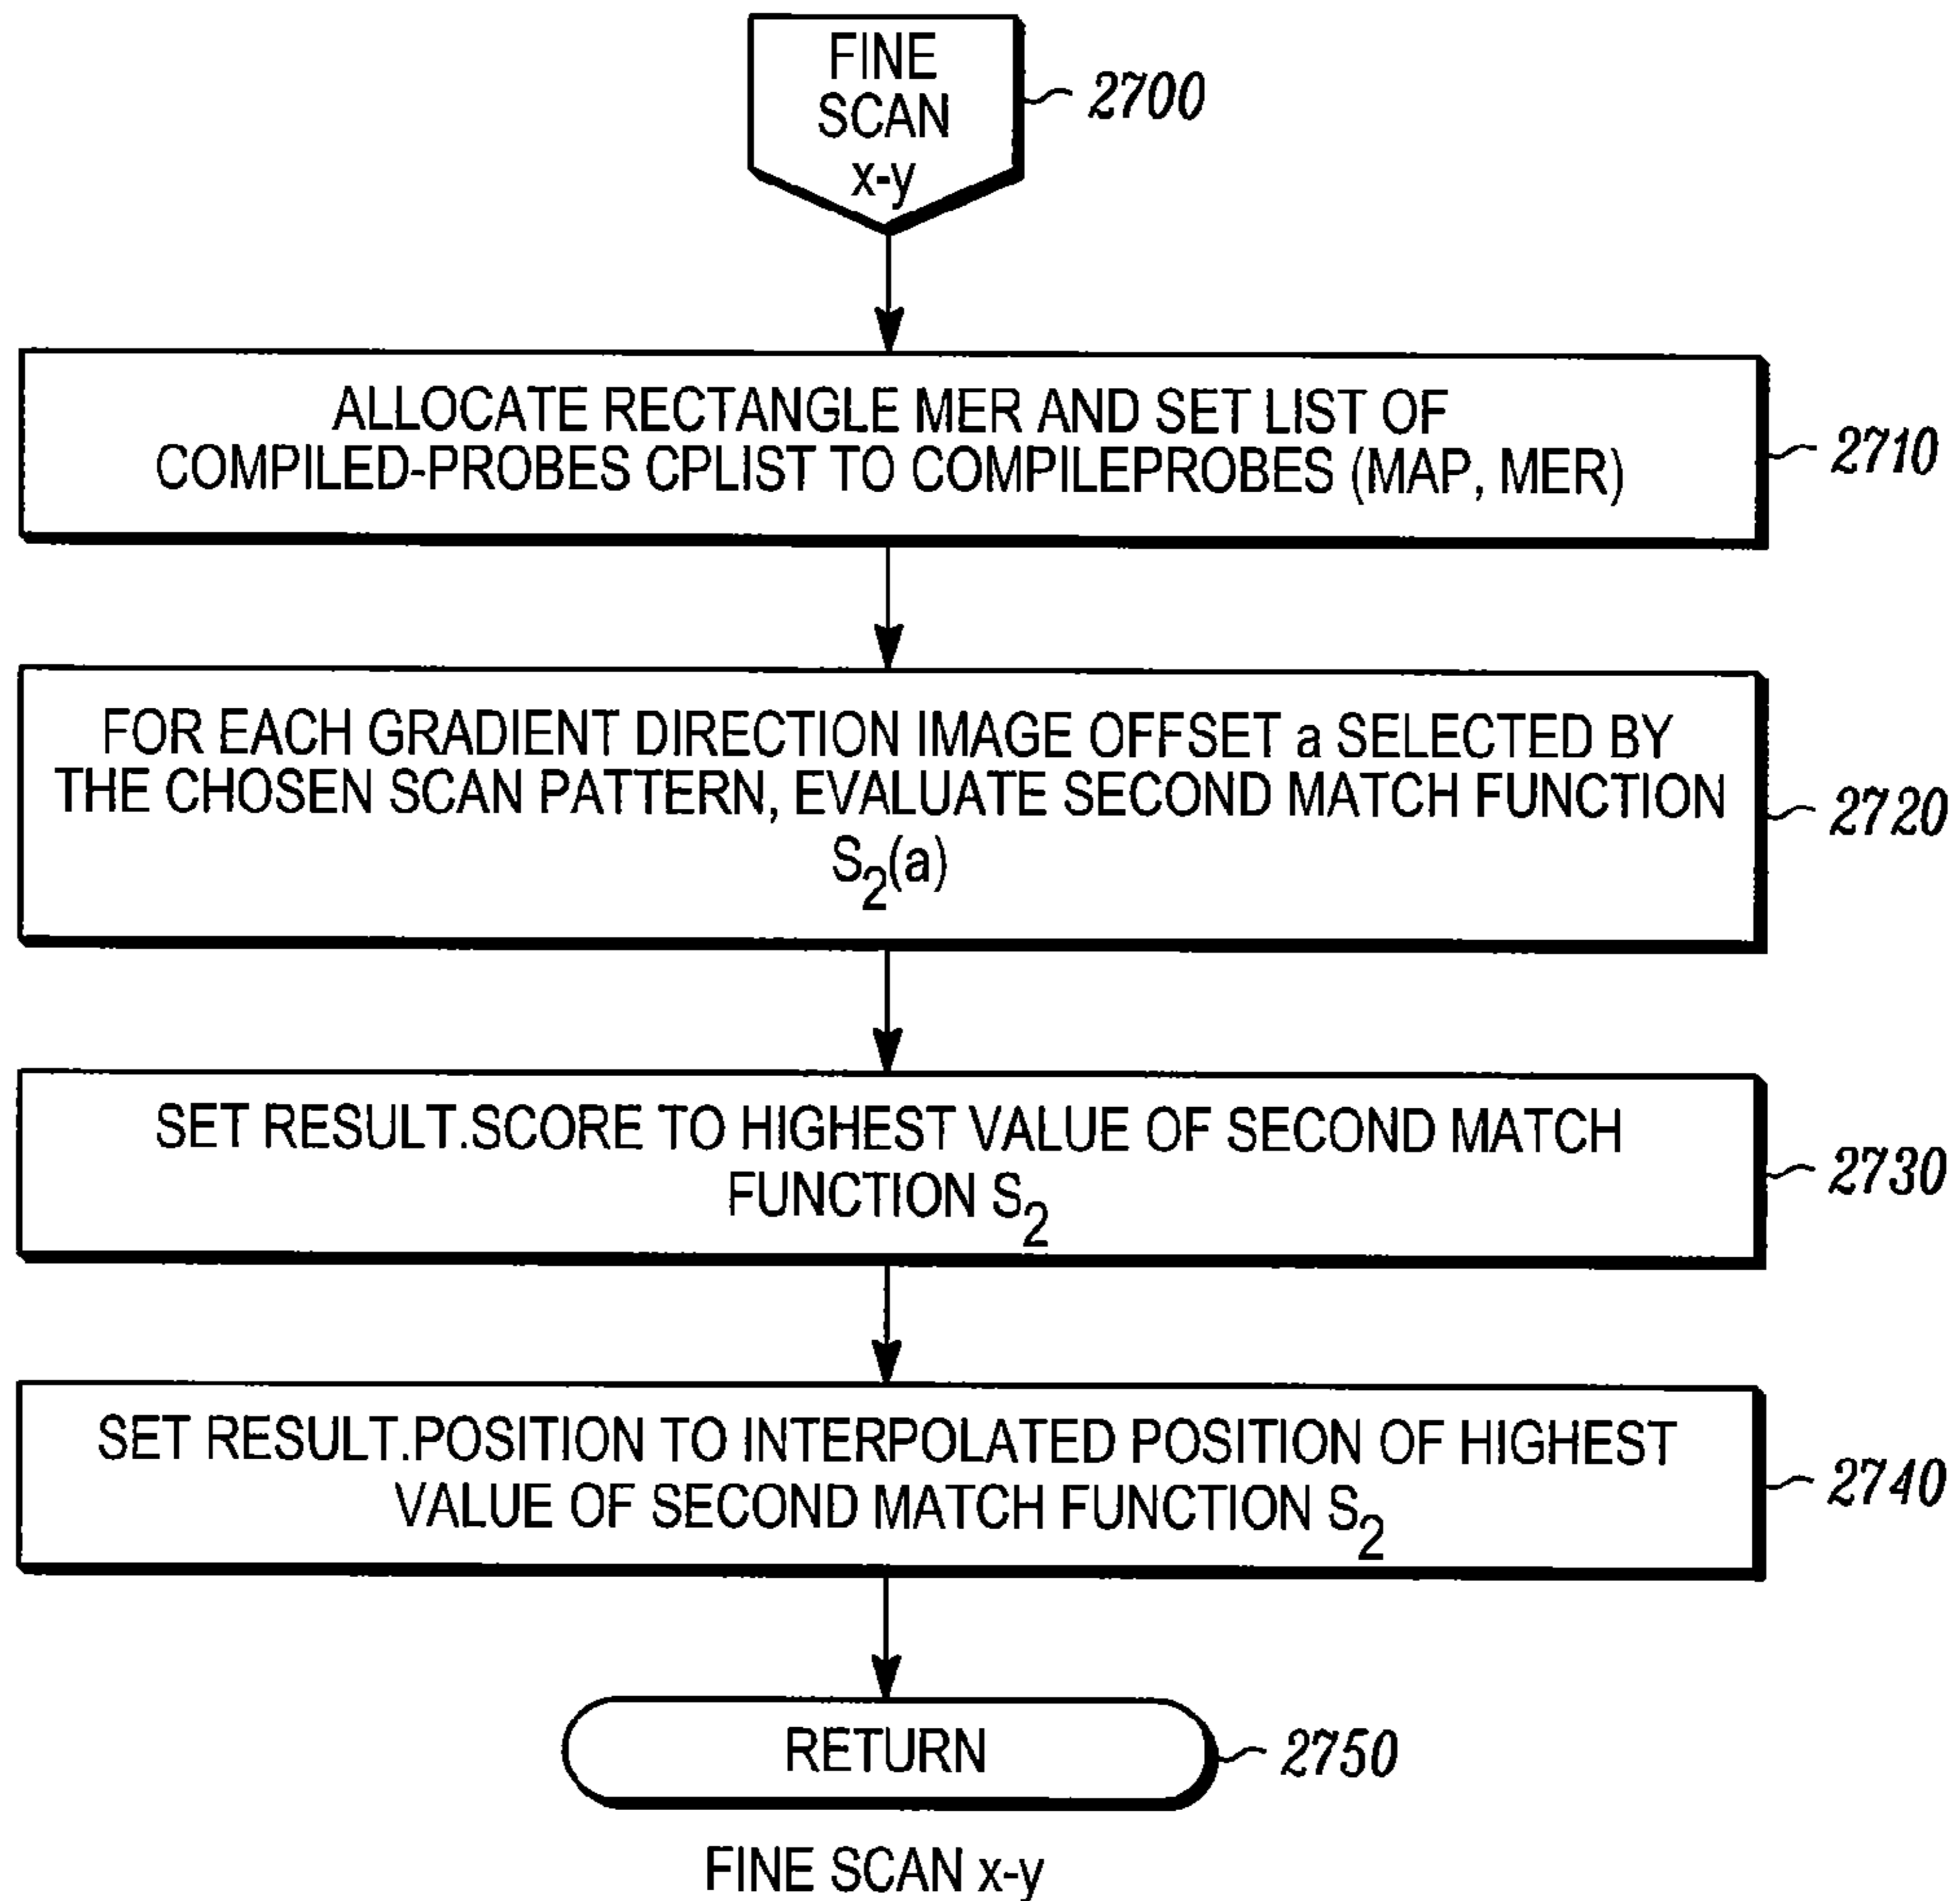 FINE
SCAN
x-y
2700
ALLOCATE RECTANGLE MER AND SET LIST OF
COMPILED-PROBES CPLIST TO COMPILEPROBES (MAP, MER)
2710
FOR EACH GRADIENT DIRECTION IMAGE OFFSET a SELECTED BY
THE CHOSEN SCAN PATTERN, EVALUATE SECOND MATCH FUNCTION
S₂(a)
2720
SET RESULT.SCORE TO HIGHEST VALUE OF SECOND MATCH
FUNCTION S₂
2730
SET RESULT.POSITION TO INTERPOLATED POSITION OF HIGHEST
VALUE OF SECOND MATCH FUNCTION S₂
2740
RETURN
2750
FINE SCAN x-y